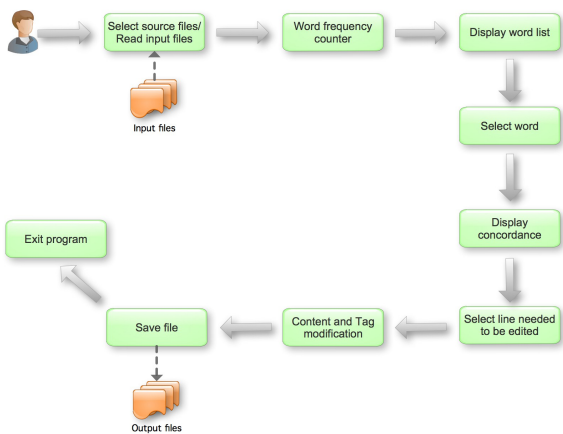 Select source files/
Read input files
Word frequency
counter
Display word list
Input files
Select word
Display
concordance
Exit program
Select line needed
to be edited
Content and Tag
modification
Save file
Output files